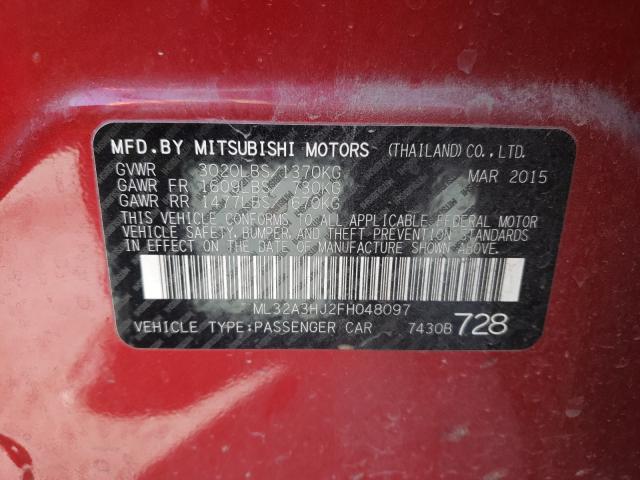 MFD.BY MITSUBISHI MOTORS (THAILAND)CO.,LTD.
GVWR 3020LBS/1370KG MAR 2015
GAWR FR 1609LBS/ 730KG
GAWR RR 1477LBS/ 670KG
THIS VEHICLE CONFORMS TO ALL APPLICABLE FEDERAL MOTOR
VEHICLE SAFETY, BUMPER, AND THEFT PREVENTION STANDARDS
IN EFFECT ON THE DATE OF MANUFACTURE SHOWN ABOVE.
ML32A3HJ2FH048097
VEHICLE TYPE:PASSENGER CAR 7430B 728